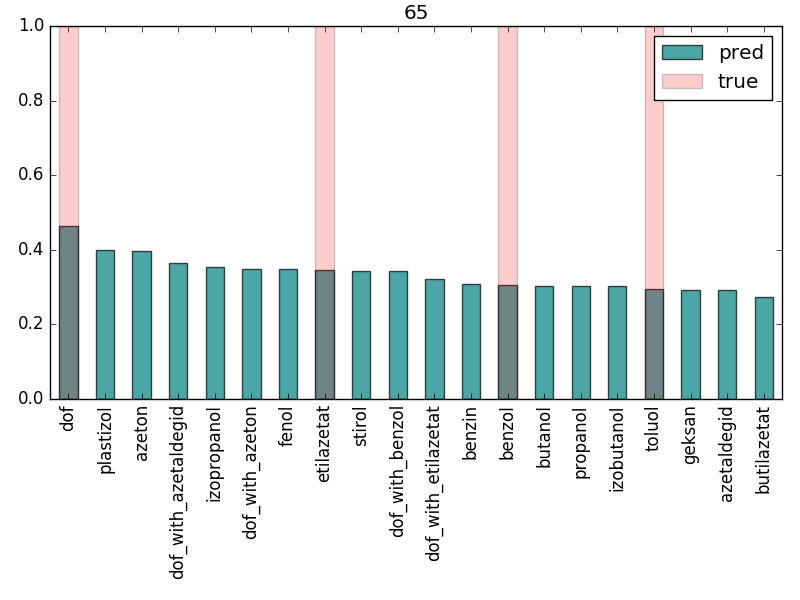 65
1.0
0.8
0.6
0.4
0.2
0.0
pred
true
dof
plastizol
azeton
dof_with_azetaldegid
izopropanol
dof_with_azeton
fenol
etilazetat
stirol
dof_with_benzol
dof_with_etilazetat
benzin
benzol
butanol
propanol
izobutanol
toluol
geksan
azetaldegid
butilazetat